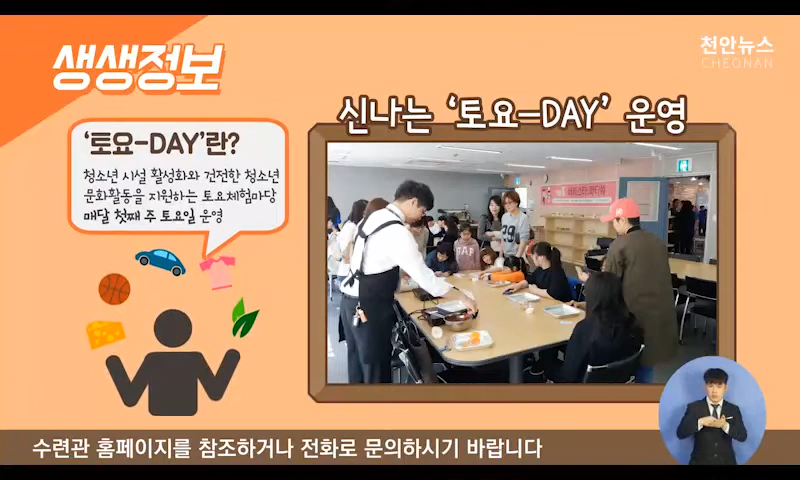 생생정보
천안뉴스
CHEONAN
신나는 ‘토요-DAY’ 운영
‘토요-DAY’란?
청소년 시설 활성화와 건전한 청소년
문화활동을 지원하는 토요체험마당
매달 첫째 주 토요일 운영
29
GAP
수련관 홈페이지를 참조하거나 전화로 문의하시기 바랍니다